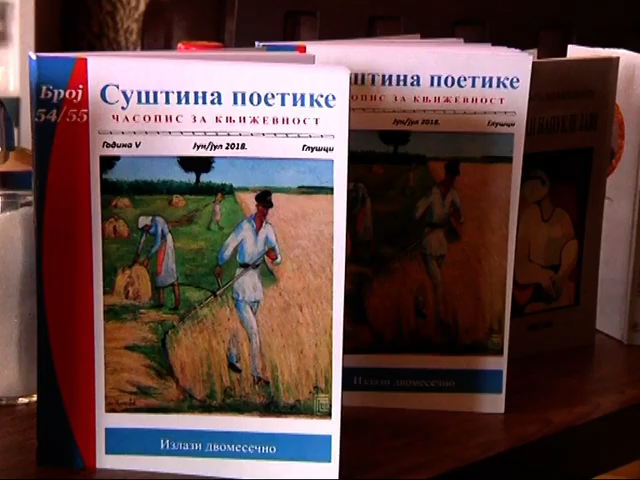 Број
54/55
Суштина поетике
ЧАСОПИС ЗА КЊИЖЕВНОСТ
Година V Јун/јул 2018. Глушци
Излази двомесечно
штина поетике
ОПИС ЗА КЊИЖЕВНОСТ
Јун/јул 2018. Глушци
Излази двомесечно